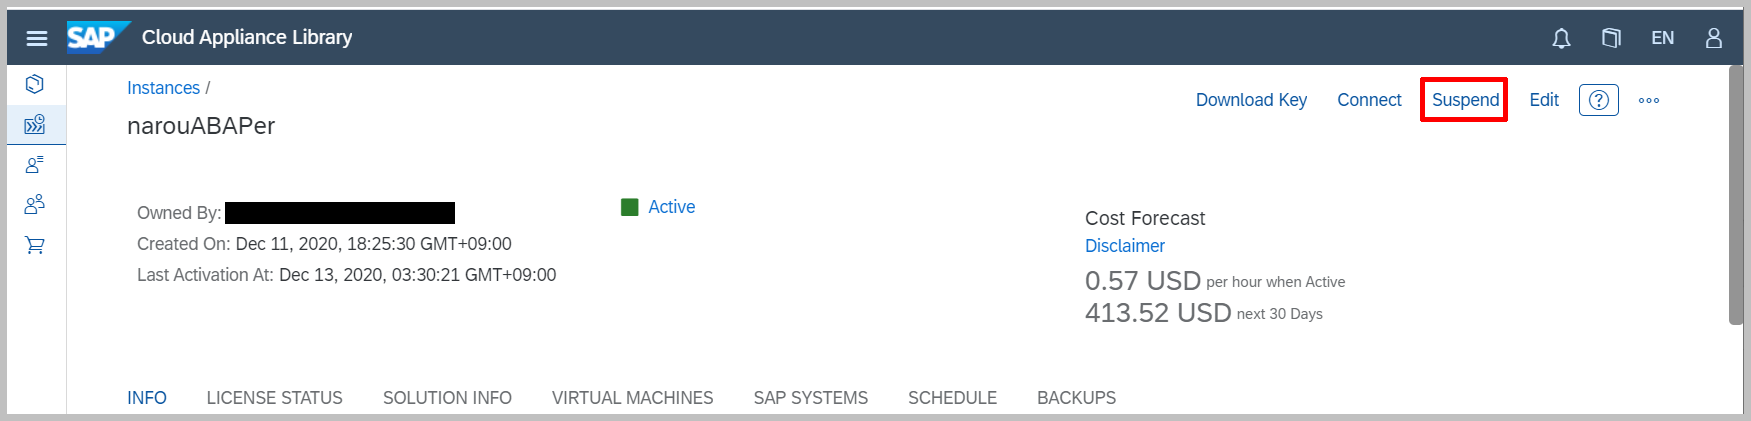 SAP Cloud Appliance Library EN
Instances /
Download Key Connect Suspend Edit ?
narouABAPer
Owned By:
Active
Created On: Dec 11, 2020, 18:25:30 GMT+09:00
Last Activation At: Dec 13, 2020, 03:30:21 GMT+09:00
Cost Forecast
Disclaimer
0.57 USD per hour when Active
413.52 USD next 30 Days
INFO LICENSE STATUS SOLUTION INFO VIRTUAL MACHINES SAP SYSTEMS SCHEDULE BACKUPS